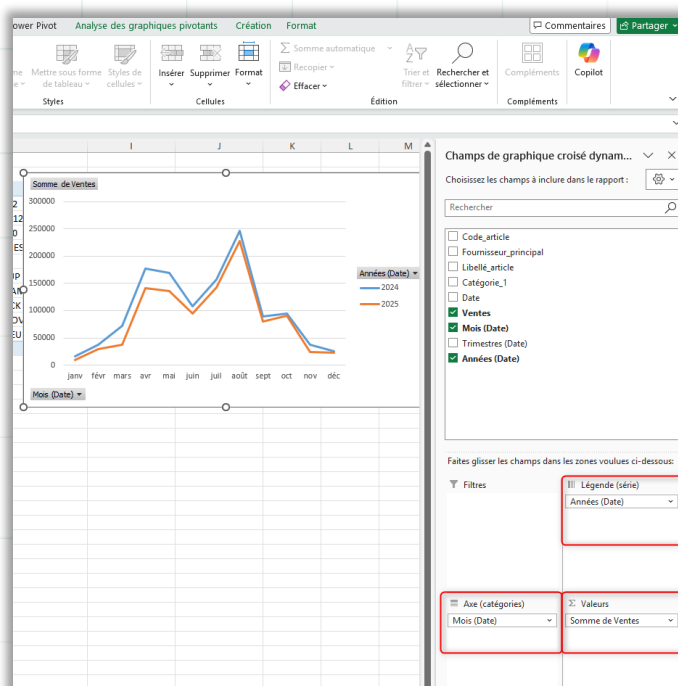 ower Pivot Analyse des graphiques pivotants Création Format Commentaires Partager
Mettre sous forme de tableau Styles de cellules
Insérer Supprimer Format
Somme automatique
Recopier
Effacer
Trier et filtrer Rechercher et sélectionner
Compléments
Copilot
Styles Cellules Édition Compléments
I J K L M
Champs de graphique croisé dynam...
Choisissez les champs à inclure dans le rapport :
Rechercher
Code_article
Fournisseur_principal
Libellé_article
Catégorie_1
Date
Ventes
Mois (Date)
Trimestres (Date)
Années (Date)
Somme de Ventes
300000
250000
200000
150000
100000
50000
0
janv févr mars avr mai juin juil août sept oct nov déc
Années (Date)
2024
2025
Mois (Date)
Faites glisser les champs dans les zones voulues ci-dessous:
Filtres
Légende (série)
Années (Date)
Axe (catégories)
Mois (Date)
Σ Valeurs
Somme de Ventes